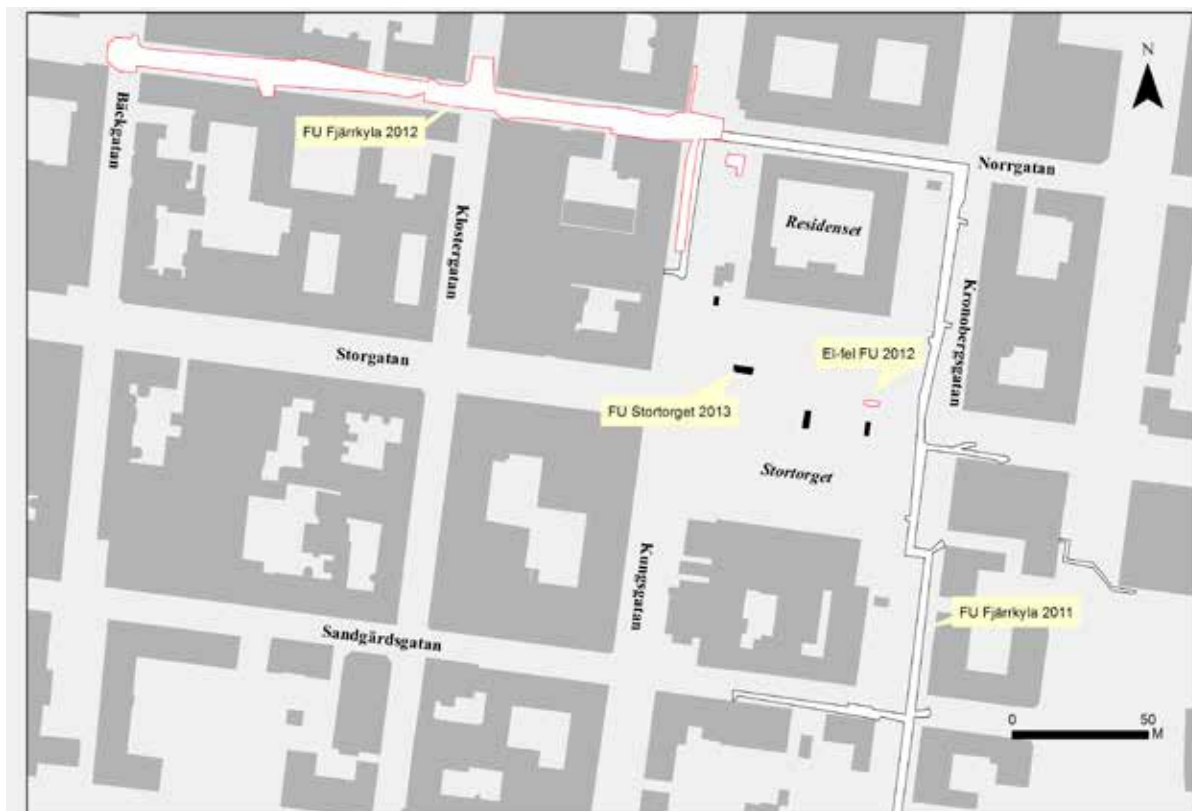 N
Bäckgatan
FU Fjärrkyla 2012
Norrgatan
Klostergatan
Residenset
Kronobergsgatan
Storgatan
El-fel FU 2012
FU Stortorget 2013
Stortorget
Kungsgatan
FU Fjärrkyla 2011
Sandgärdsgatan
0 50
M